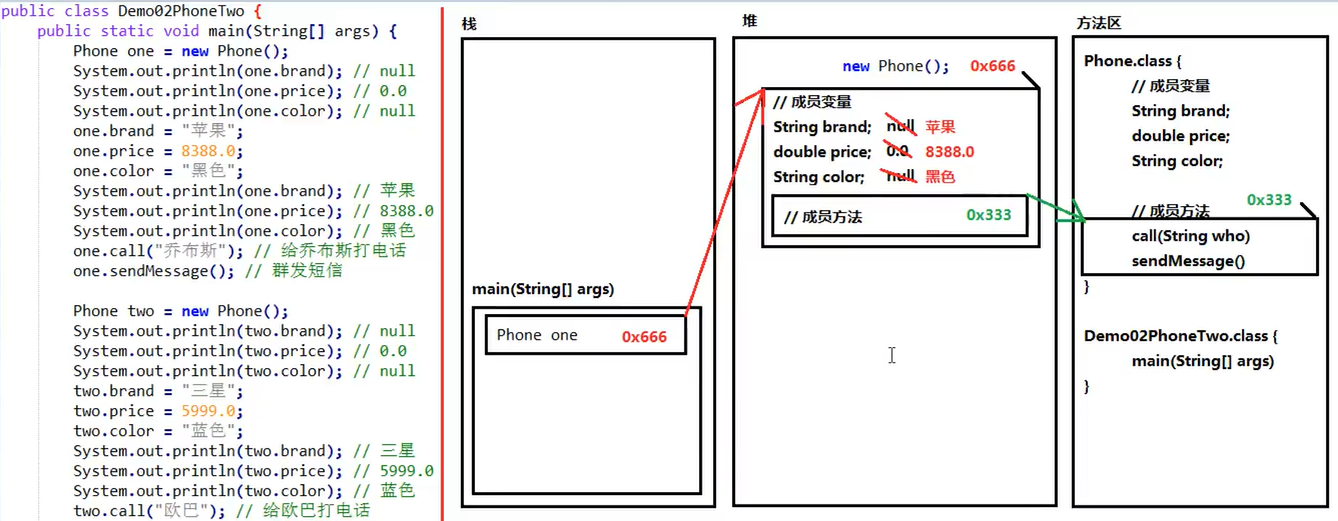 public class Demo02PhoneTwo {
public static void main(String[] args) {
Phone one = new Phone();
System.out.println(one.brand); // null
System.out.println(one.price); // 0.0
System.out.println(one.color); // null
one.brand = "苹果";
one.price = 8388.0;
one.color = "黑色";
System.out.println(one.brand); // 苹果
System.out.println(one.price); // 8388.0
System.out.println(one.color); // 黑色
one.call("乔布斯"); // 给乔布斯打电话
one.sendMessage(); // 群发短信
Phone two = new Phone();
System.out.println(two.brand); // null
System.out.println(two.price); // 0.0
System.out.println(two.color); // null
two.brand = "三星";
two.price = 5999.0;
two.color = "蓝色";
System.out.println(two.brand); // 三星
System.out.println(two.price); // 5999.0
System.out.println(two.color); // 蓝色
two.call("欧巴"); // 给欧巴打电话
栈
main(String[] args)
Phone one 0x666
堆
new Phone(); 0x666
// 成员变量
String brand; null 苹果
double price; 0.0 8388.0
String color; null 黑色
// 成员方法 0x333
方法区
Phone.class {
// 成员变量
String brand;
double price;
String color;
// 成员方法 0x333
call(String who)
sendMessage()
}
Demo02PhoneTwo.class {
main(String[] args)
}